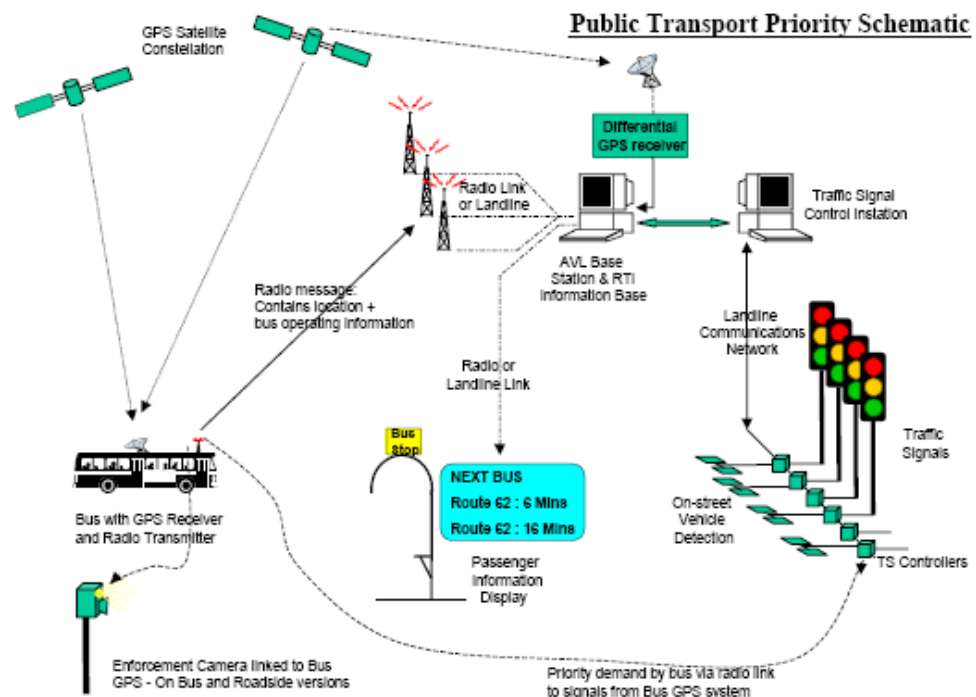 Public Transport Priority Schematic
GPS Satellite
Constellation
Differential
GPS receiver
Radio Link
or Landline
Traffic Signal
Control Instation
AVL Base
Station & RTI
Information Base
Radio message:
Contains location +
bus operating information
Landline
Communications
Network
Radio or
Landline Link
Bus
Stop
NEXT BUS
Route 62 : 6 Mins
Route 62 : 16 Mins
Traffic
Signals
On-street
Vehicle
Detection
Bus with GPS Receiver
and Radio Transmitter
Passenger
Information
Display
TS Controllers
Enforcement Camera linked to Bus
GPS - On Bus and Roadside versions
Priority demand by bus via radio link
to signals from Bus GPS system